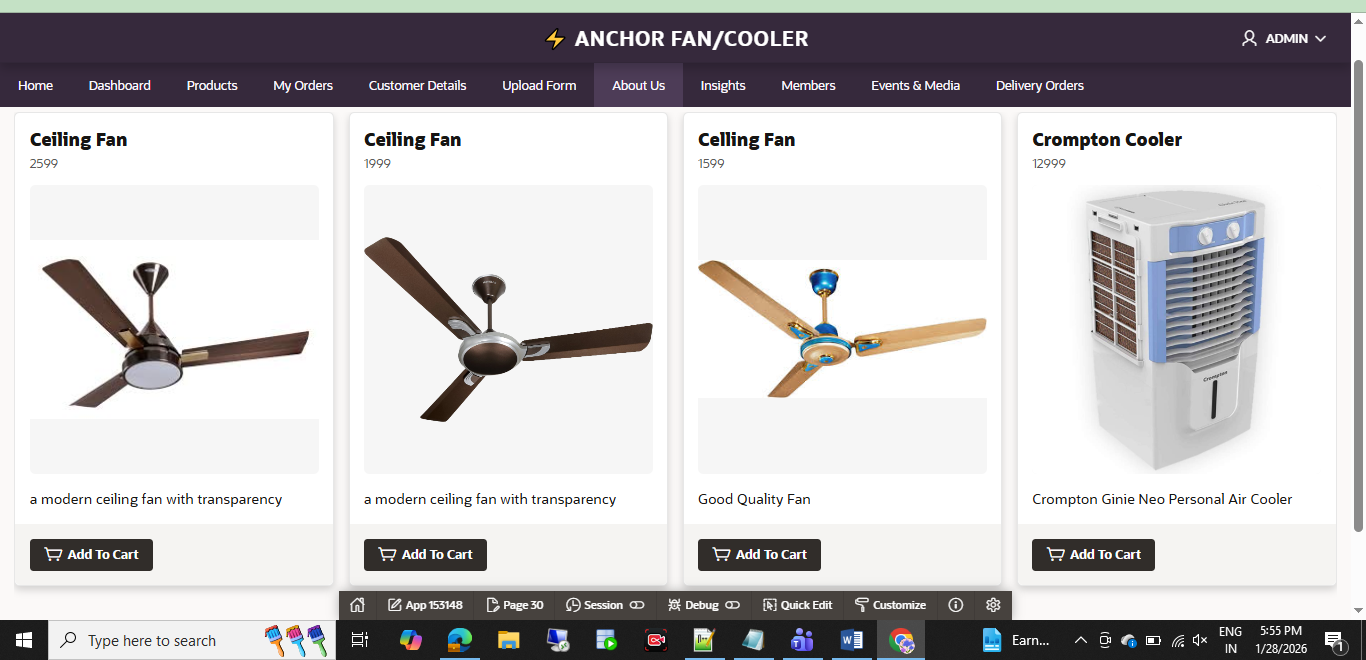 ⚡ ANCHOR FAN/COOLER
ADMIN
Home Dashboard Products My Orders Customer Details Upload Form About Us Insights Members Events & Media Delivery Orders
Ceiling Fan
2599
a modern ceiling fan with transparency
Add To Cart
Ceiling Fan
1999
a modern ceiling fan with transparency
Add To Cart
Celling Fan
1599
Good Quality Fan
Add To Cart
Crompton Cooler
12999
Crompton
Crompton Ginie Neo Personal Air Cooler
Add To Cart
App 153148 Page 30 Session Debug Quick Edit Customize
Type here to search
Earn...
ENG
IN
5:55 PM
1/28/2026
1